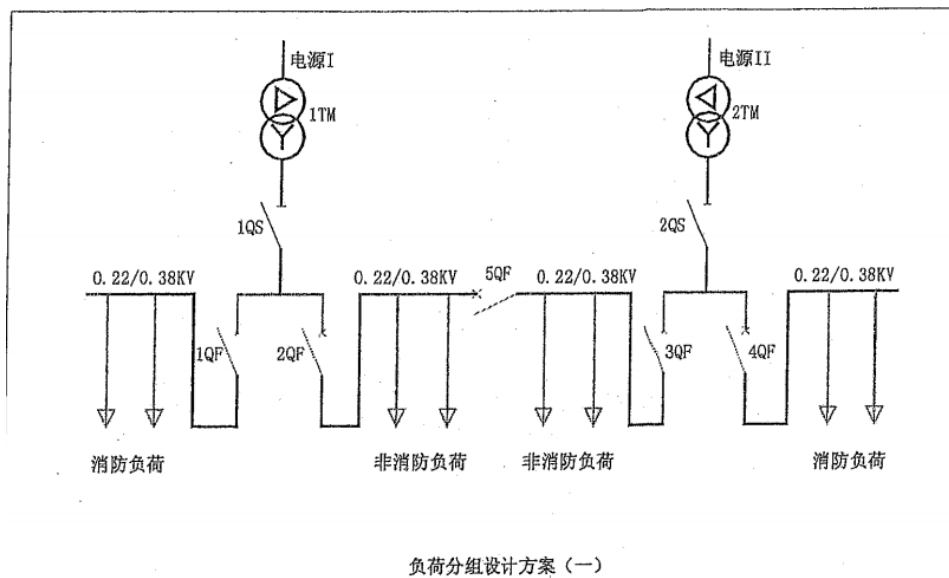 电源I
电源II
1TM
2TM
1QS
2QS
0.22/0.38KV
0.22/0.38KV
5QF
0.22/0.38KV
0.22/0.38KV
1QF
2QF
3QF
4QF
消防负荷
非消防负荷
非消防负荷
消防负荷
负荷分组设计方案（一）